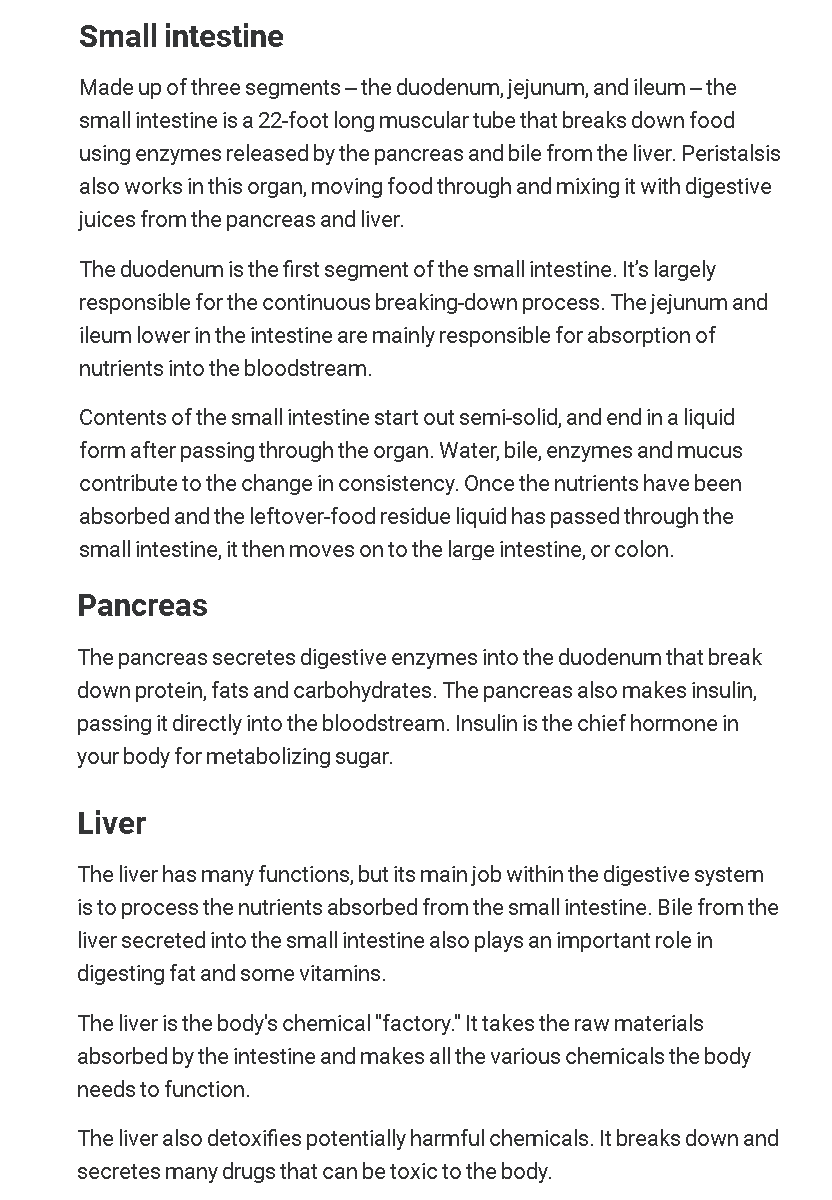 Small intestine
Made up of three segments – the duodenum, jejunum, and ileum – the
small intestine is a 22-foot long muscular tube that breaks down food
using enzymes released by the pancreas and bile from the liver. Peristalsis
also works in this organ, moving food through and mixing it with digestive
juices from the pancreas and liver.
The duodenum is the first segment of the small intestine. It’s largely
responsible for the continuous breaking-down process. The jejunum and
ileum lower in the intestine are mainly responsible for absorption of
nutrients into the bloodstream.
Contents of the small intestine start out semi-solid, and end in a liquid
form after passing through the organ. Water, bile, enzymes and mucus
contribute to the change in consistency. Once the nutrients have been
absorbed and the leftover-food residue liquid has passed through the
small intestine, it then moves on to the large intestine, or colon.
Pancreas
The pancreas secretes digestive enzymes into the duodenum that break
down protein, fats and carbohydrates. The pancreas also makes insulin,
passing it directly into the bloodstream. Insulin is the chief hormone in
your body for metabolizing sugar.
Liver
The liver has many functions, but its main job within the digestive system
is to process the nutrients absorbed from the small intestine. Bile from the
liver secreted into the small intestine also plays an important role in
digesting fat and some vitamins.
The liver is the body's chemical "factory." It takes the raw materials
absorbed by the intestine and makes all the various chemicals the body
needs to function.
The liver also detoxifies potentially harmful chemicals. It breaks down and
secretes many drugs that can be toxic to the body.